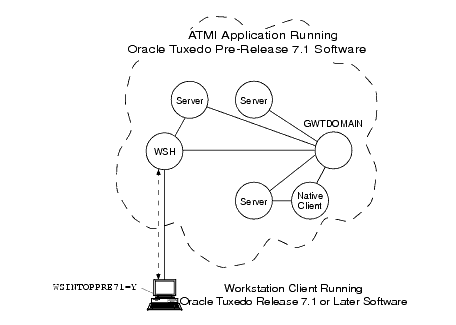 ATMI Application Running
Oracle Tuxedo Pre-Release 7.1 Software
Server
Server
GWTDOMAIN
WSH
Server
Native
Client
WSINTOPPRE71=Y
Workstation Client Running
Oracle Tuxedo Release 7.1 or Later Software